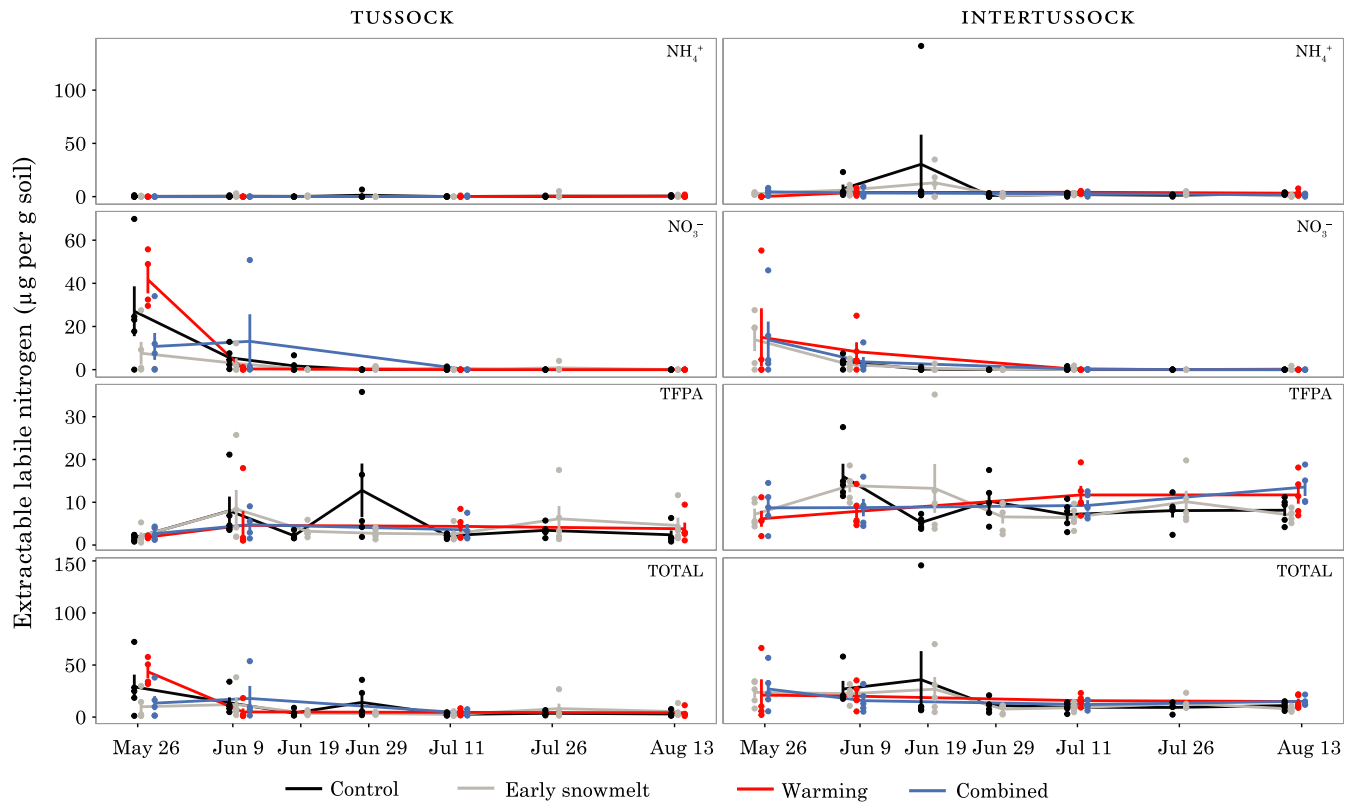 TUSSOCK INTERTUSSOCK
Extractable labile nitrogen (µg per g soil)
NH₄⁺ NH₄⁺
100
50
0
NO₃⁻ NO₃⁻
60
40
20
0
TFPA TFPA
30
20
10
0
TOTAL TOTAL
150
100
50
0
May 26 Jun 9 Jun 19 Jun 29 Jul 11 Jul 26 Aug 13 May 26 Jun 9 Jun 19 Jun 29 Jul 11 Jul 26 Aug 13
Control Early snowmelt Warming Combined